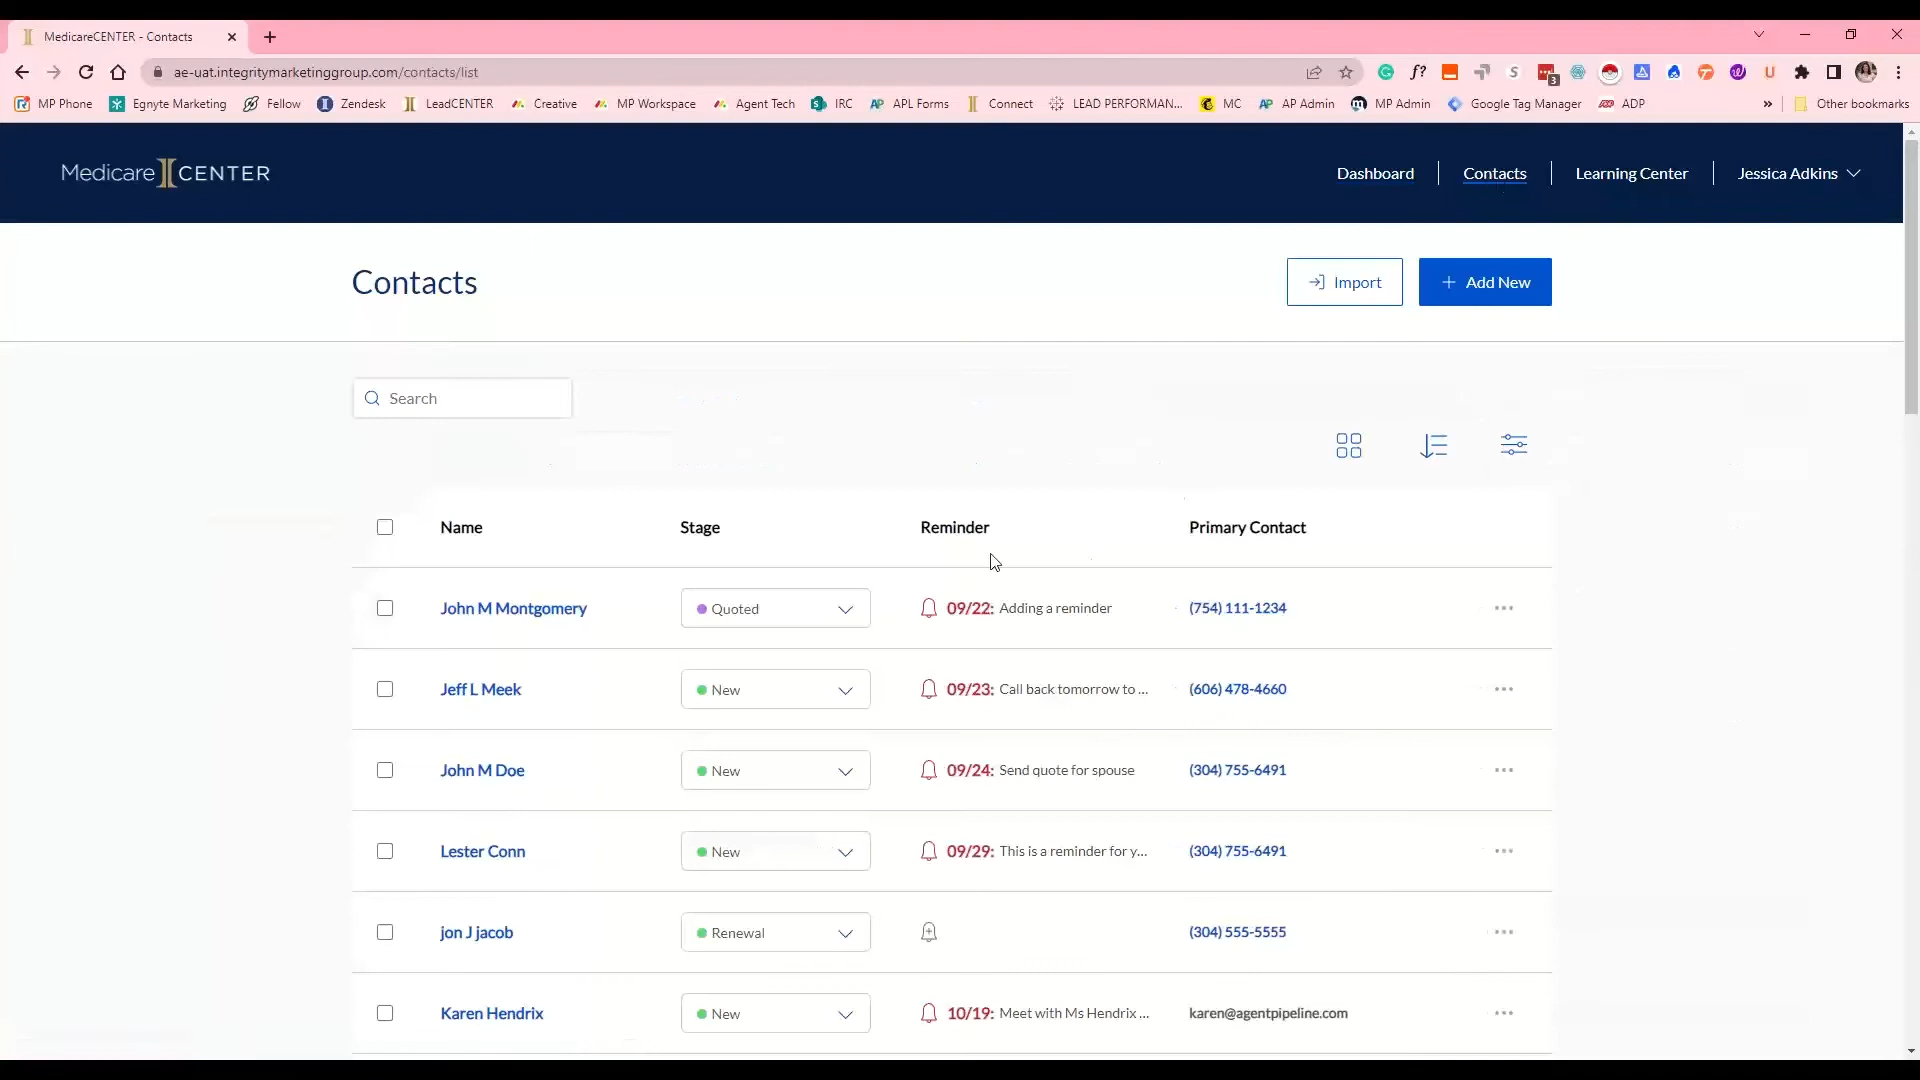 MedicareCENTER - Contacts
ae-uat.integritymarketinggroup.com/contacts/list
f?
S
3
U
MP Phone Egnyte Marketing Fellow Zendesk LeadCENTER Creative MP Workspace Agent Tech IRC AP APL Forms Connect LEAD PERFORMAN... MC AP AP Admin MP Admin Google Tag Manager ADP » Other bookmarks
Medicare CENTER
Dashboard Contacts Learning Center Jessica Adkins
Contacts
Import
+ Add New
Search
Name Stage Reminder Primary Contact
John M Montgomery Quoted 09/22: Adding a reminder (754) 111-1234 ...
Jeff L Meek New 09/23: Call back tomorrow to ... (606) 478-4660 ...
John M Doe New 09/24: Send quote for spouse (304) 755-6491 ...
Lester Conn New 09/29: This is a reminder for y... (304) 755-6491 ...
jon J jacob Renewal (304) 555-5555 ...
Karen Hendrix New 10/19: Meet with Ms Hendrix ... karen@agentpipeline.com ...